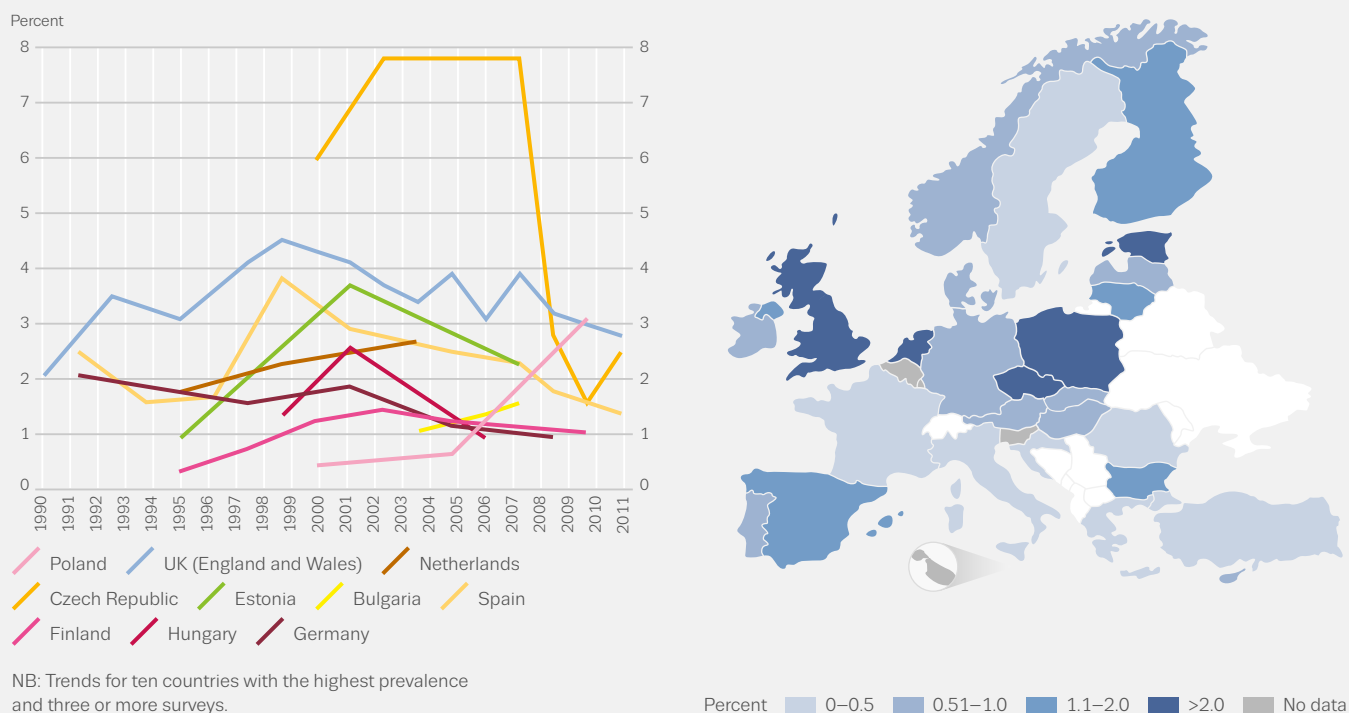 Percent
8 8
7 7
6 6
5 5
4 4
3 3
2 2
1 1
0 0
1990 1991 1992 1993 1994 1995 1996 1997 1998 1999 2000 2001 2002 2003 2004 2005 2006 2007 2008 2009 2010 2011
Poland UK (England and Wales) Netherlands
Czech Republic Estonia Bulgaria Spain
Finland Hungary Germany
NB: Trends for ten countries with the highest prevalence
and three or more surveys.
Percent 0–0.5 0.51–1.0 1.1–2.0 >2.0 No data